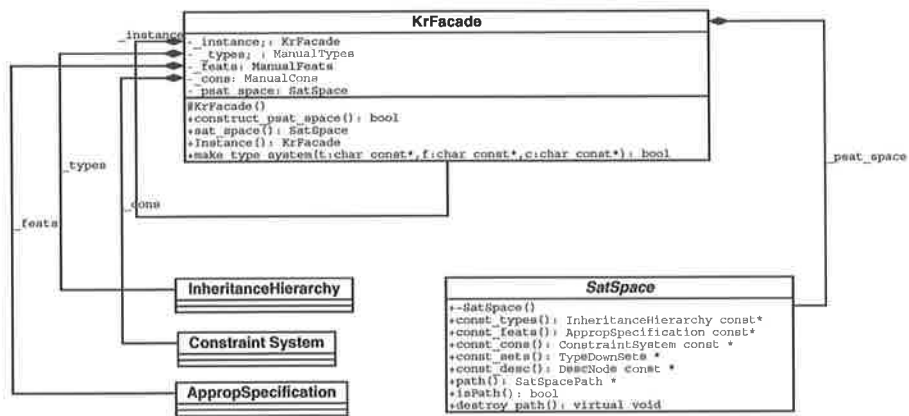 KrFacade
_instance
-_instance;: KrFacade
-_types; : ManualTypes
-_feats: ManualFeats
-_cons: ManualCons
-_psat_space: SatSpace
#KrFacade()
+construct_psat_space(): bool
+sat_space(): SatSpace
+Instance(): KrFacade
+make_type_system(t:char const*,f:char const*,c:char const*): bool
_types
_psat_space
_cons
_feats
InheritanceHierarchy
Constraint System
AppropSpecification
SatSpace
+~SatSpace()
+const_types(): InheritanceHierarchy const*
+const_feats(): AppropSpecification const*
+const_cons(): ConstraintSystem const *
+const_sets(): TypeDownSets *
+const_desc(): DescNode const *
+path(): SatSpacePath *
+isPath(): bool
+destroy_path(): virtual void